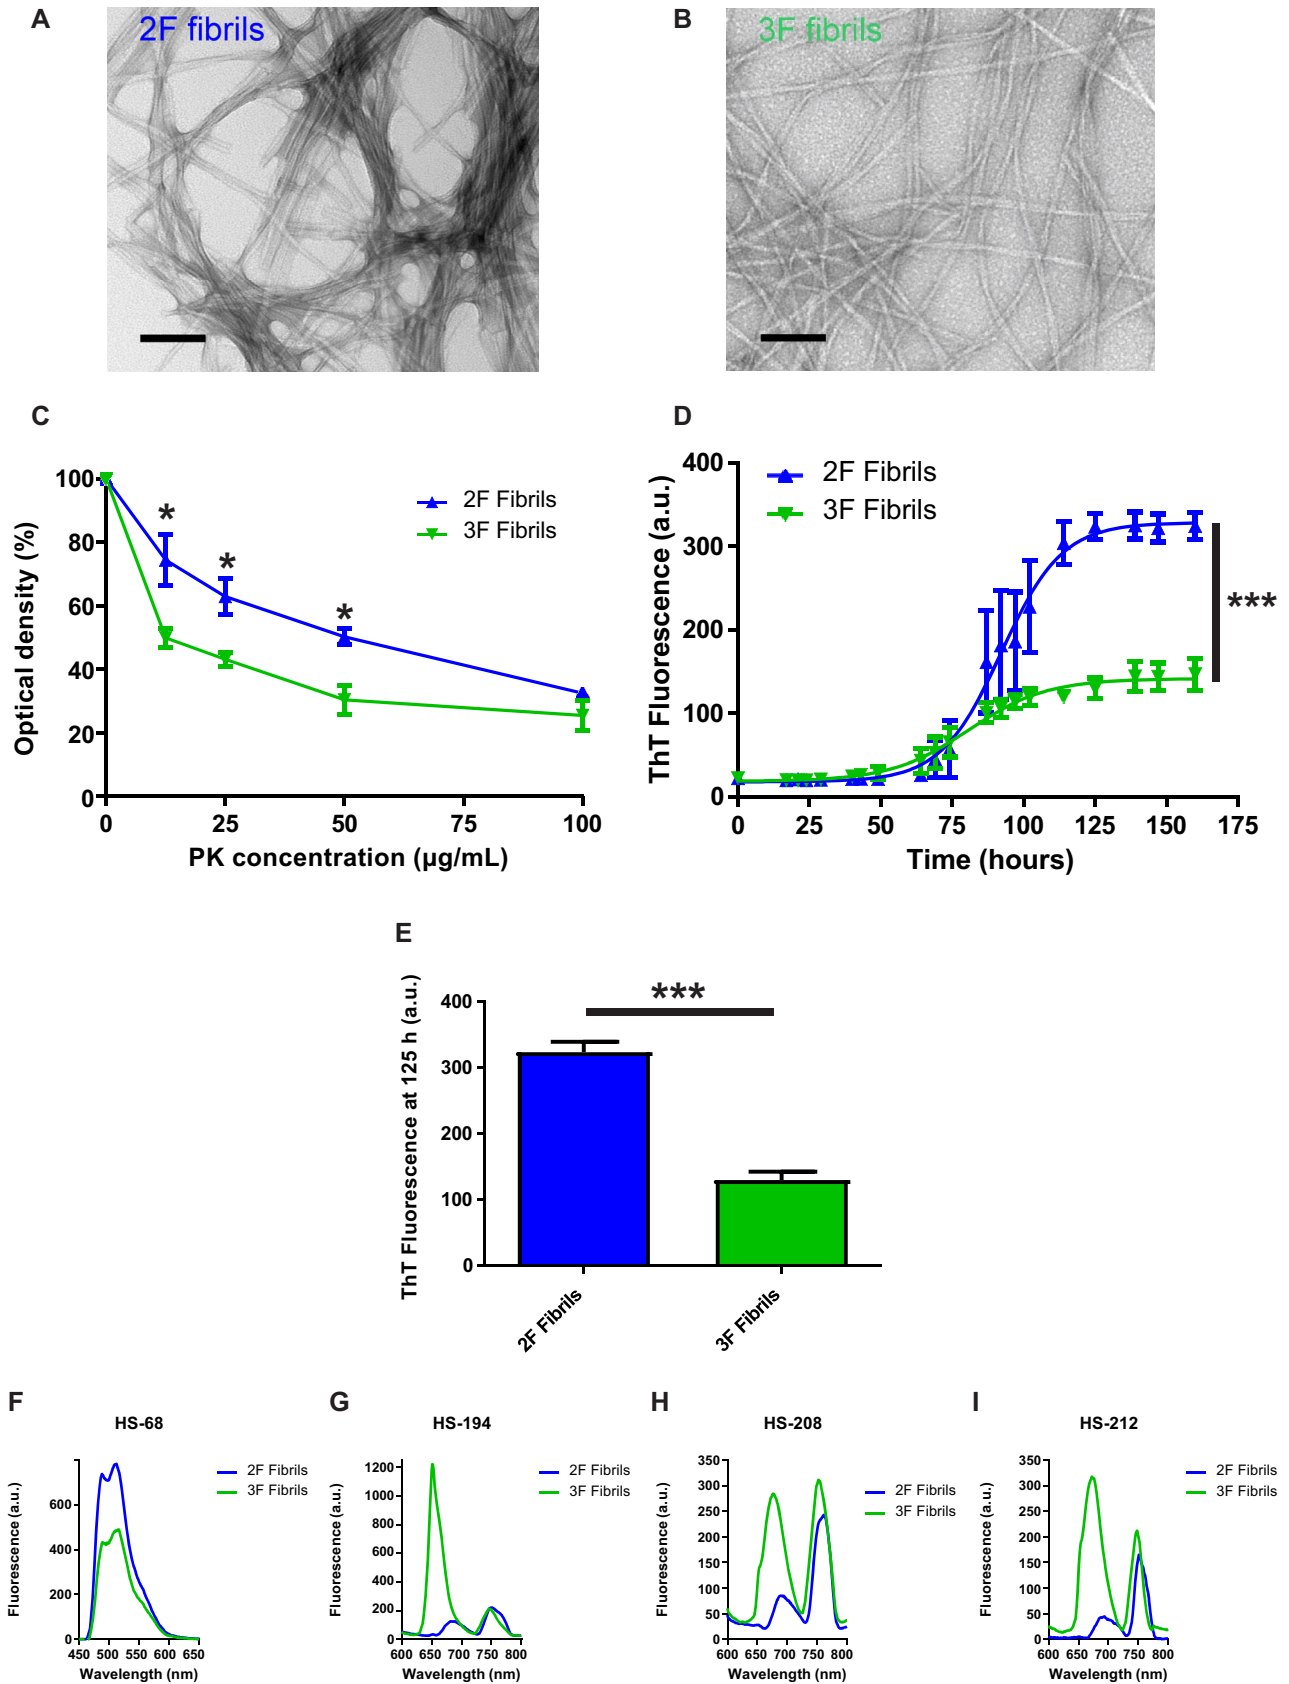 A
2F fibrils
B
3F fibrils
C
Optical density (%)
100
80
60
40
20
0
*
*
*
2F Fibrils
3F Fibrils
0
25
50
75
100
PK concentration (µg/mL)
D
ThT Fluorescence (a.u.)
400
300
200
100
0
2F Fibrils
3F Fibrils
***
0
25
50
75
100
125
150
175
Time (hours)
E
ThT Fluorescence at 125 h (a.u.)
400
300
200
100
0
***
2F Fibrils
3F Fibrils
F
HS-68
Fluorescence (a.u.)
600
400
200
0
2F Fibrils
3F Fibrils
450 500 550 600 650
Wavelength (nm)
G
HS-194
Fluorescence (a.u.)
1200
1000
800
600
400
200
0
2F Fibrils
3F Fibrils
600 650 700 750 800
Wavelength (nm)
H
HS-208
Fluorescence (a.u.)
350
300
250
200
150
100
50
0
2F Fibrils
3F Fibrils
600 650 700 750 800
Wavelength (nm)
I
HS-212
Fluorescence (a.u.)
350
300
250
200
150
100
50
0
2F Fibrils
3F Fibrils
600 650 700 750 800
Wavelength (nm)